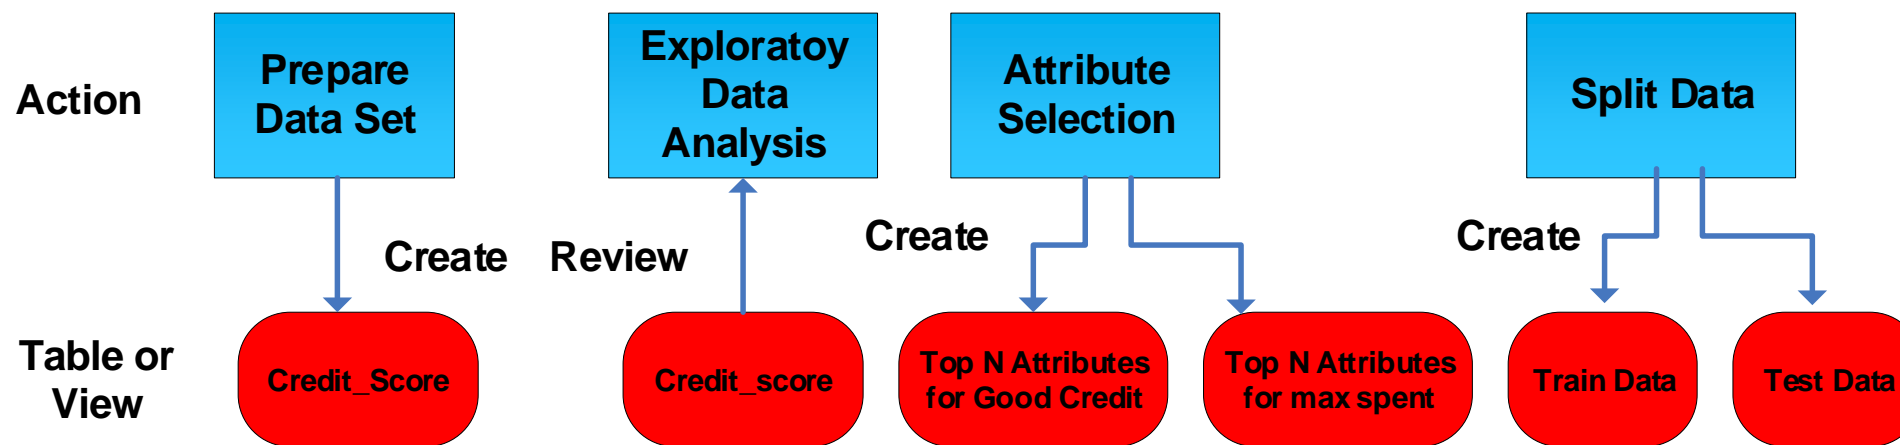 Action
Prepare
Data Set
Exploratoy
Data
Analysis
Attribute
Selection
Split Data
Create
Review
Create
Create
Table or
View
Credit_Score
Credit_score
Top N Attributes
for Good Credit
Top N Attributes
for max spent
Train Data
Test Data